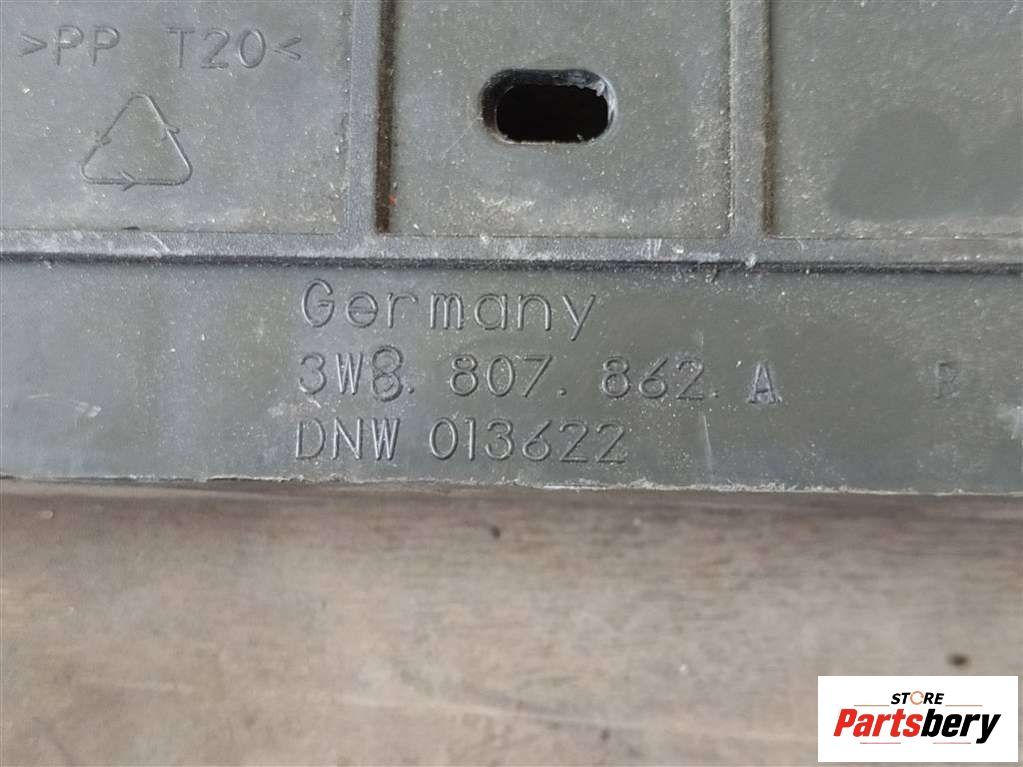 >PP T20<
Germany
3W8. 807. 862. A
DNW 013622
STORE
Partsbery